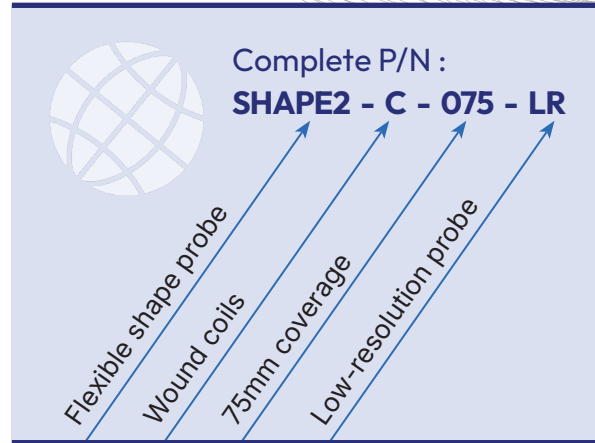 Complete P/N :
SHAPE2 - C - 075 - LR
Flexible shape probe
Wound coils
75mm coverage
Low-resolution probe